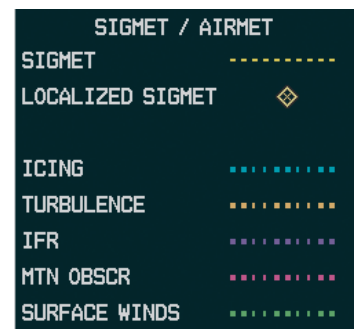 SIGMET / AIRMET
SIGMET
LOCALIZED SIGMET
ICING
TURBULENCE
IFR
MTN OBSCR
SURFACE WINDS